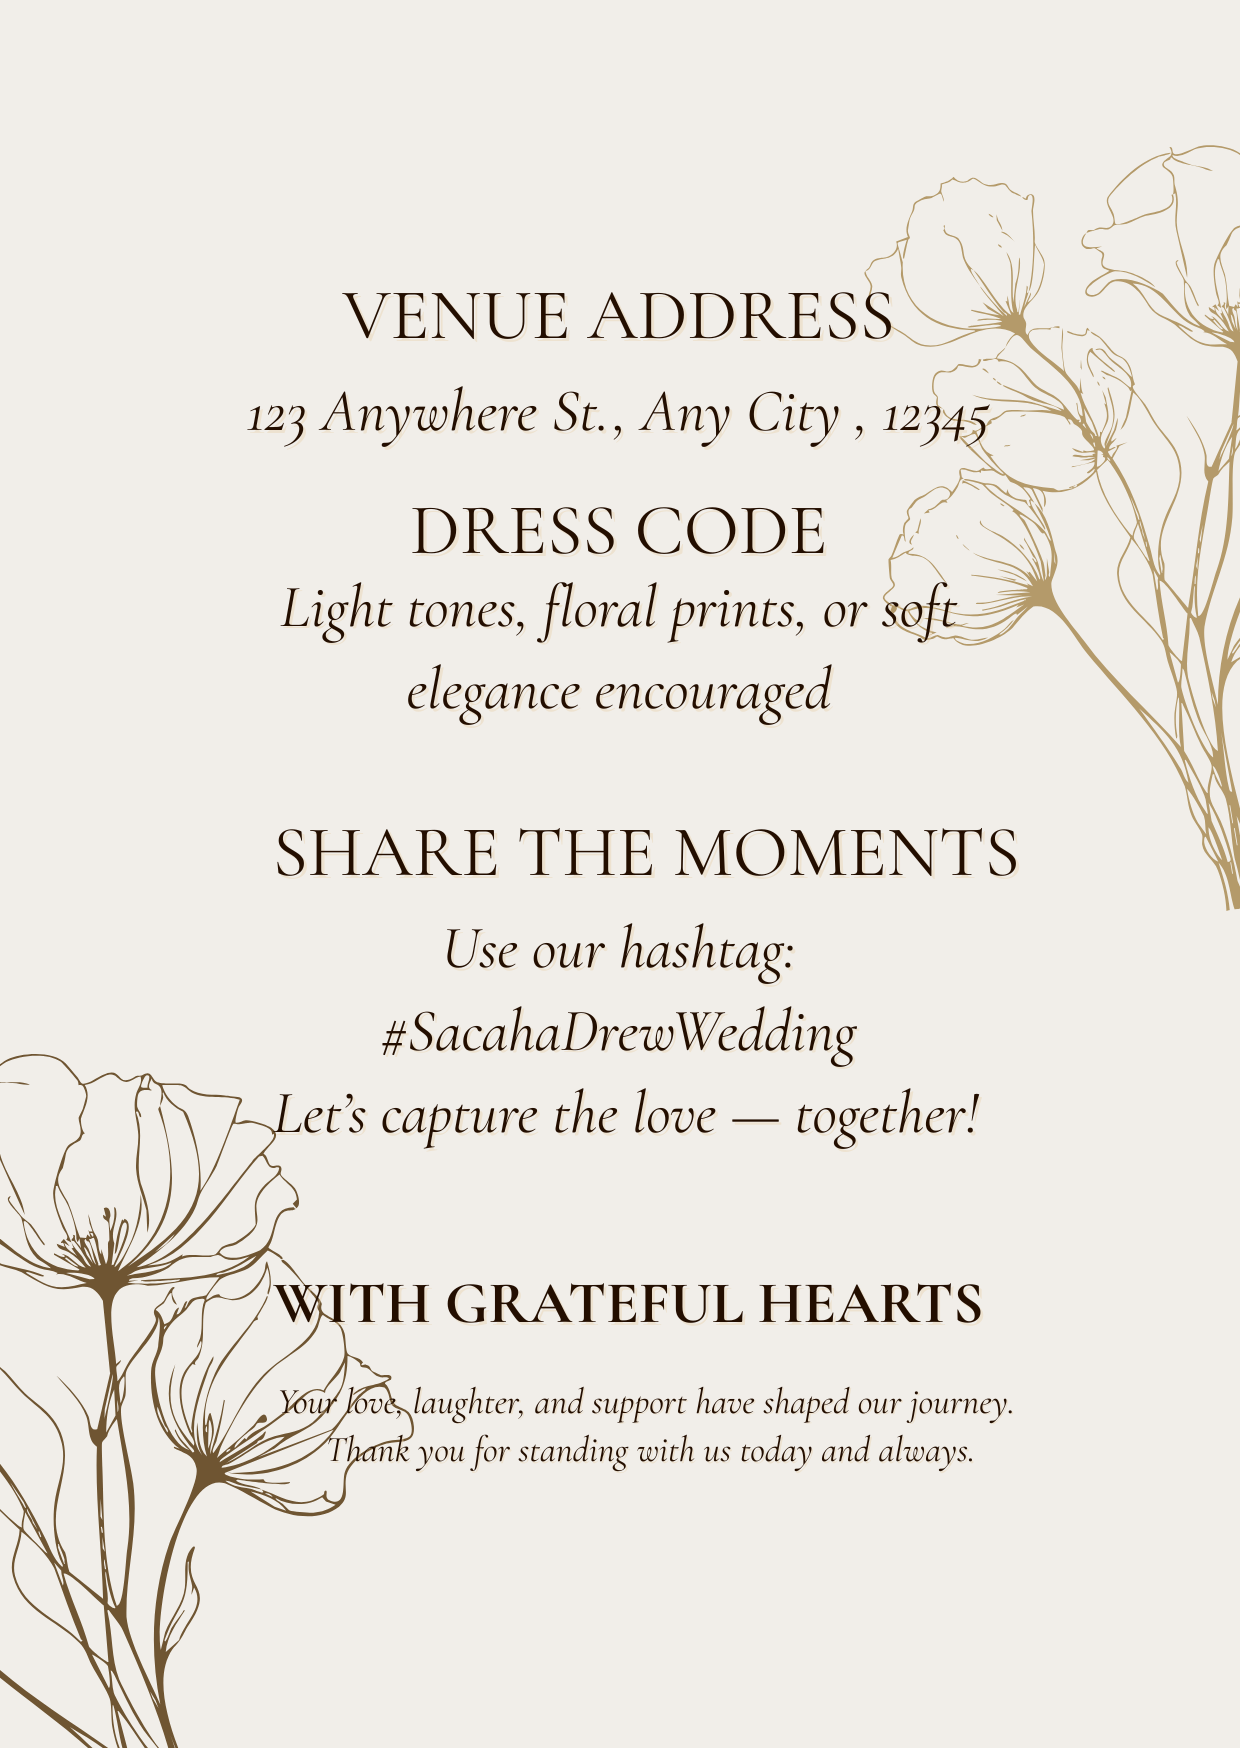 VENUE ADDRESS
123 Anywhere St., Any City , 12345
DRESS CODE
Light tones, floral prints, or soft
elegance encouraged
SHARE THE MOMENTS
Use our hashtag:
#SacahaDrewWedding
Let’s capture the love — together!
WITH GRATEFUL HEARTS
Your love, laughter, and support have shaped our journey.
Thank you for standing with us today and always.